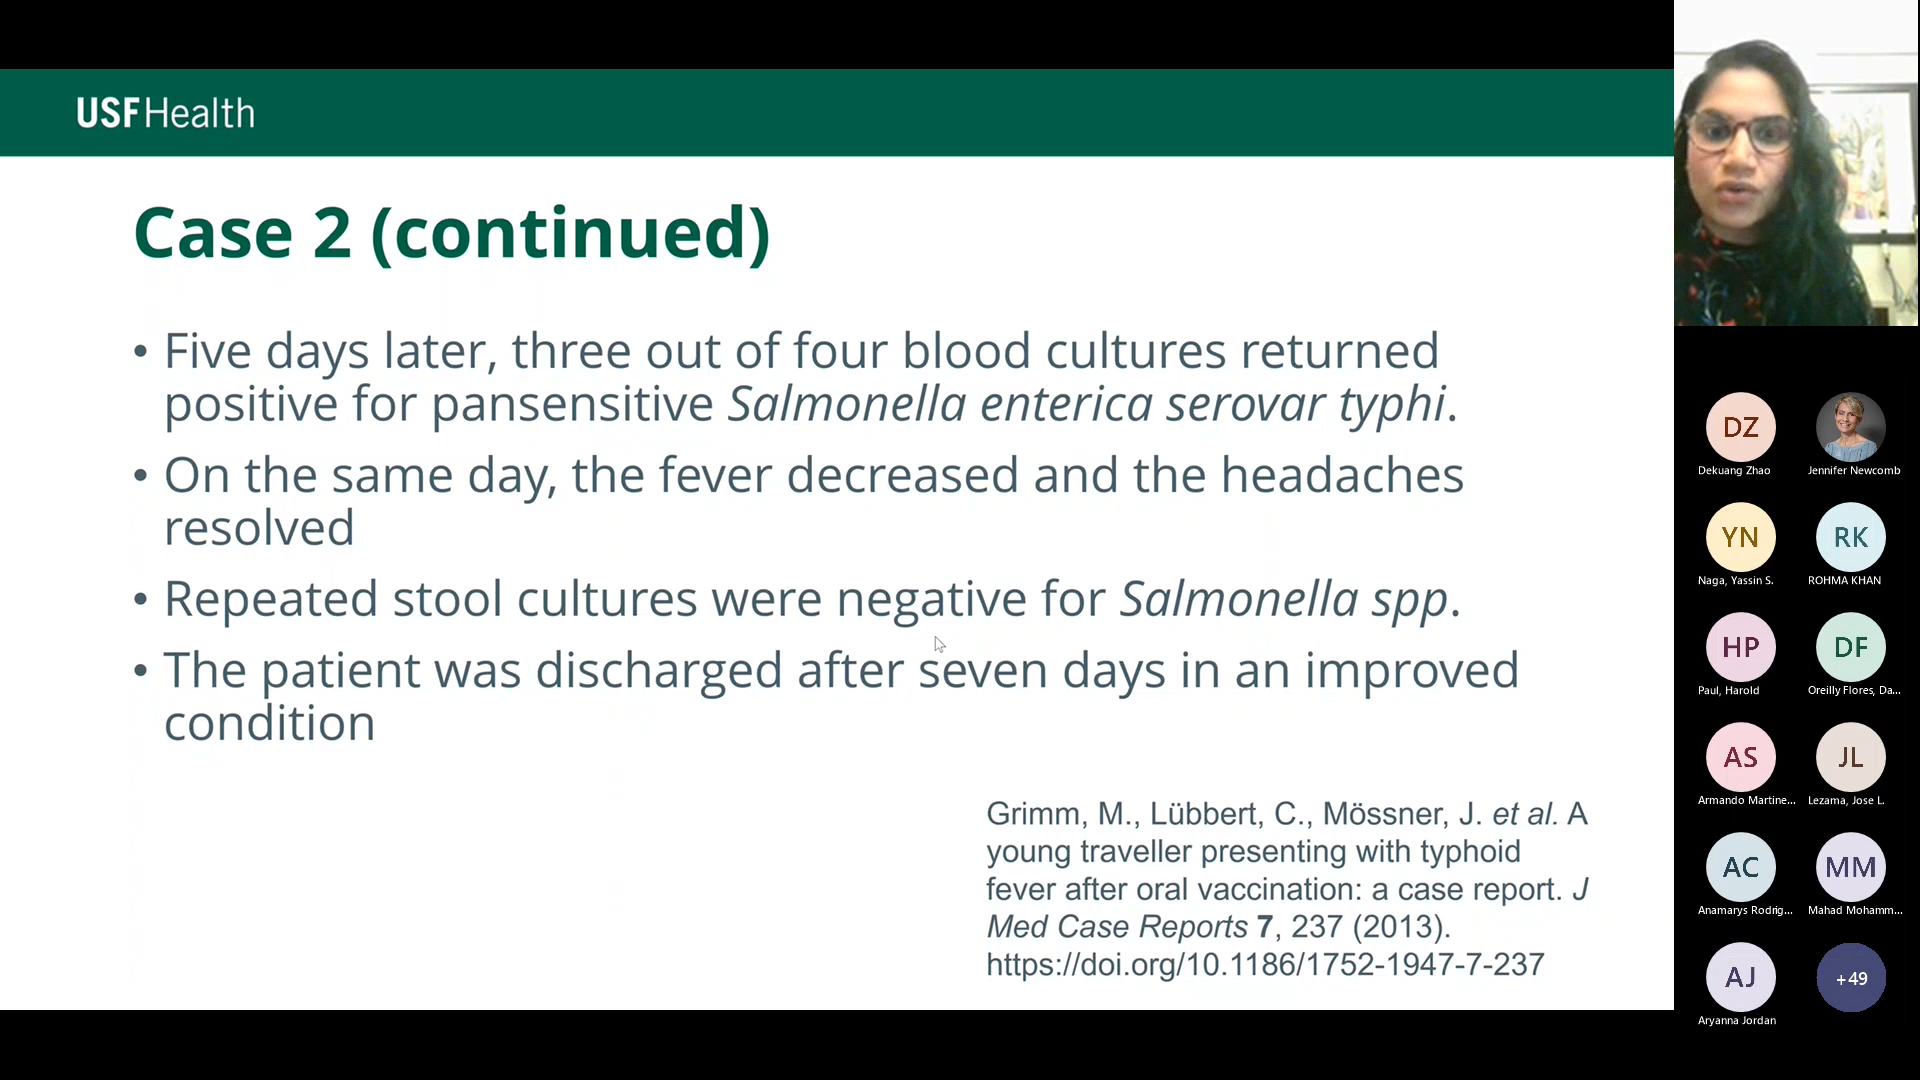 USFHealth
Case 2 (continued)
• Five days later, three out of four blood cultures returned
positive for pansensitive Salmonella enterica serovar typhi.
• On the same day, the fever decreased and the headaches
resolved
• Repeated stool cultures were negative for Salmonella spp.
• The patient was discharged after seven days in an improved
condition
Grimm, M., Lübbert, C., Mössner, J. et al. A
young traveller presenting with typhoid
fever after oral vaccination: a case report. J
Med Case Reports 7, 237 (2013).
https://doi.org/10.1186/1752-1947-7-237
DZ
Dekuang Zhao
Jennifer Newcomb
YN
Naga, Yassin S.
RK
ROHMA KHAN
HP
Paul, Harold
DF
Oreilly Flores, Da...
AS
Armando Martine...
JL
Lezama, Jose L.
AC
Anamarys Rodrig...
MM
Mahad Mohamm...
AJ
Aryanna Jordan
+49